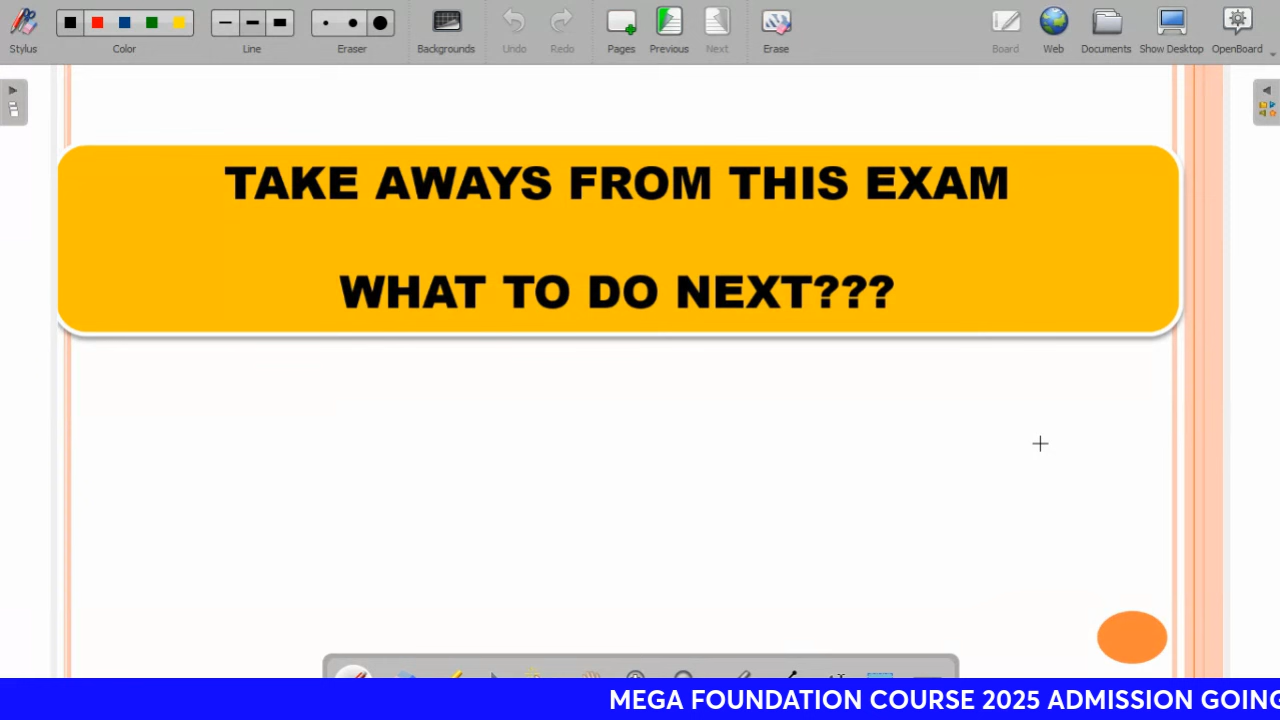 Stylus Color Line Eraser Backgrounds Undo Redo Pages Previous Next Erase Board Web Documents Show Desktop OpenBoard
TAKE AWAYS FROM THIS EXAM
WHAT TO DO NEXT???
MEGA FOUNDATION COURSE 2025 ADMISSION GOING